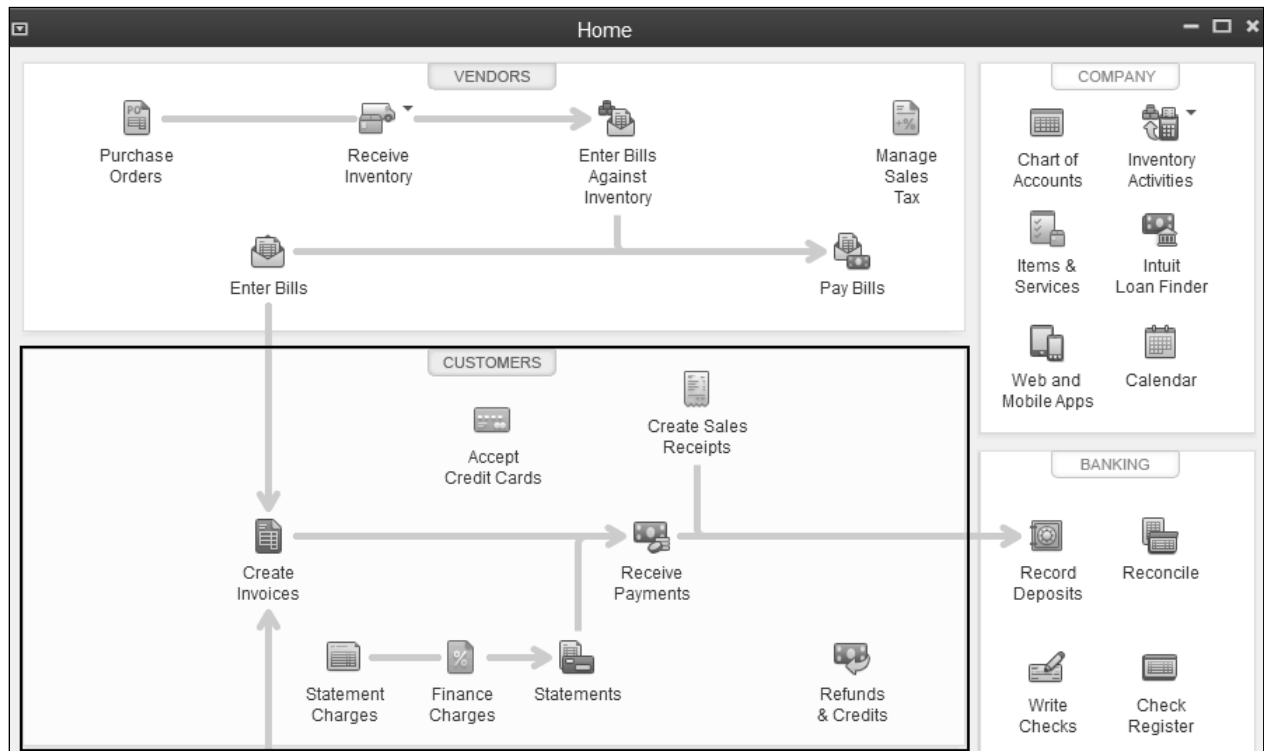 Home
VENDORS
PO
Purchase
Orders
Receive
Inventory
Enter Bills
Against
Inventory
+%
Manage
Sales
Tax
Enter Bills
Pay Bills
CUSTOMERS
Accept
Credit Cards
Create Sales
Receipts
Create
Invoices
Receive
Payments
Statement
Charges
%
Finance
Charges
Statements
Refunds
& Credits
COMPANY
Chart of
Accounts
Inventory
Activities
Items &
Services
Intuit
Loan Finder
Web and
Mobile Apps
Calendar
BANKING
Record
Deposits
Reconcile
Write
Checks
Check
Register